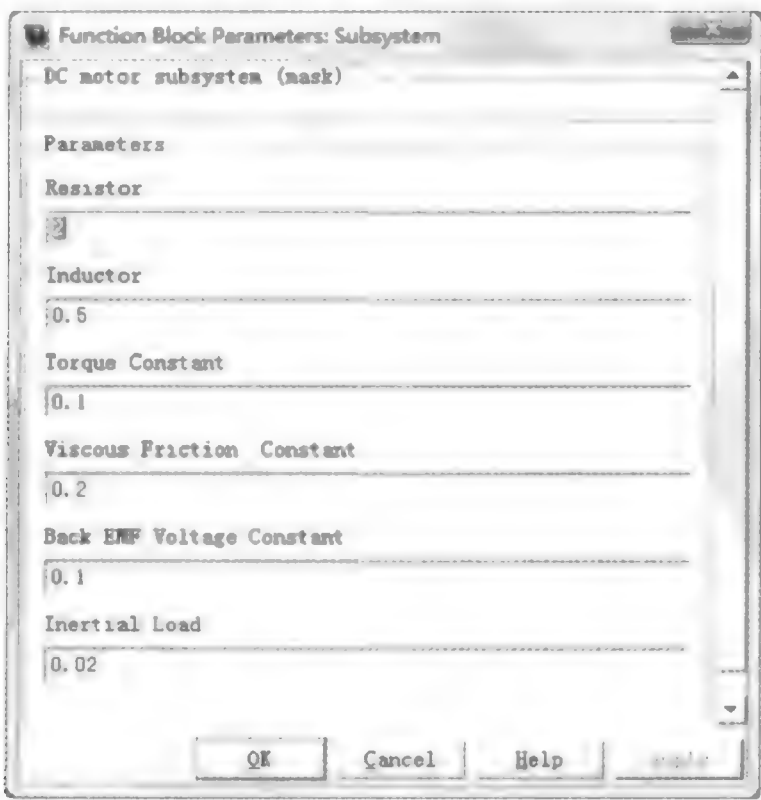 Function Block Parameters: Subsystem
DC motor subsystem (mask)
Parameters
Resistor
2
Inductor
0.5
Torque Constant
0.1
Viscous Friction Constant
0.2
Back EMF Voltage Constant
0.1
Inertial Load
0.02
OK Cancel Help